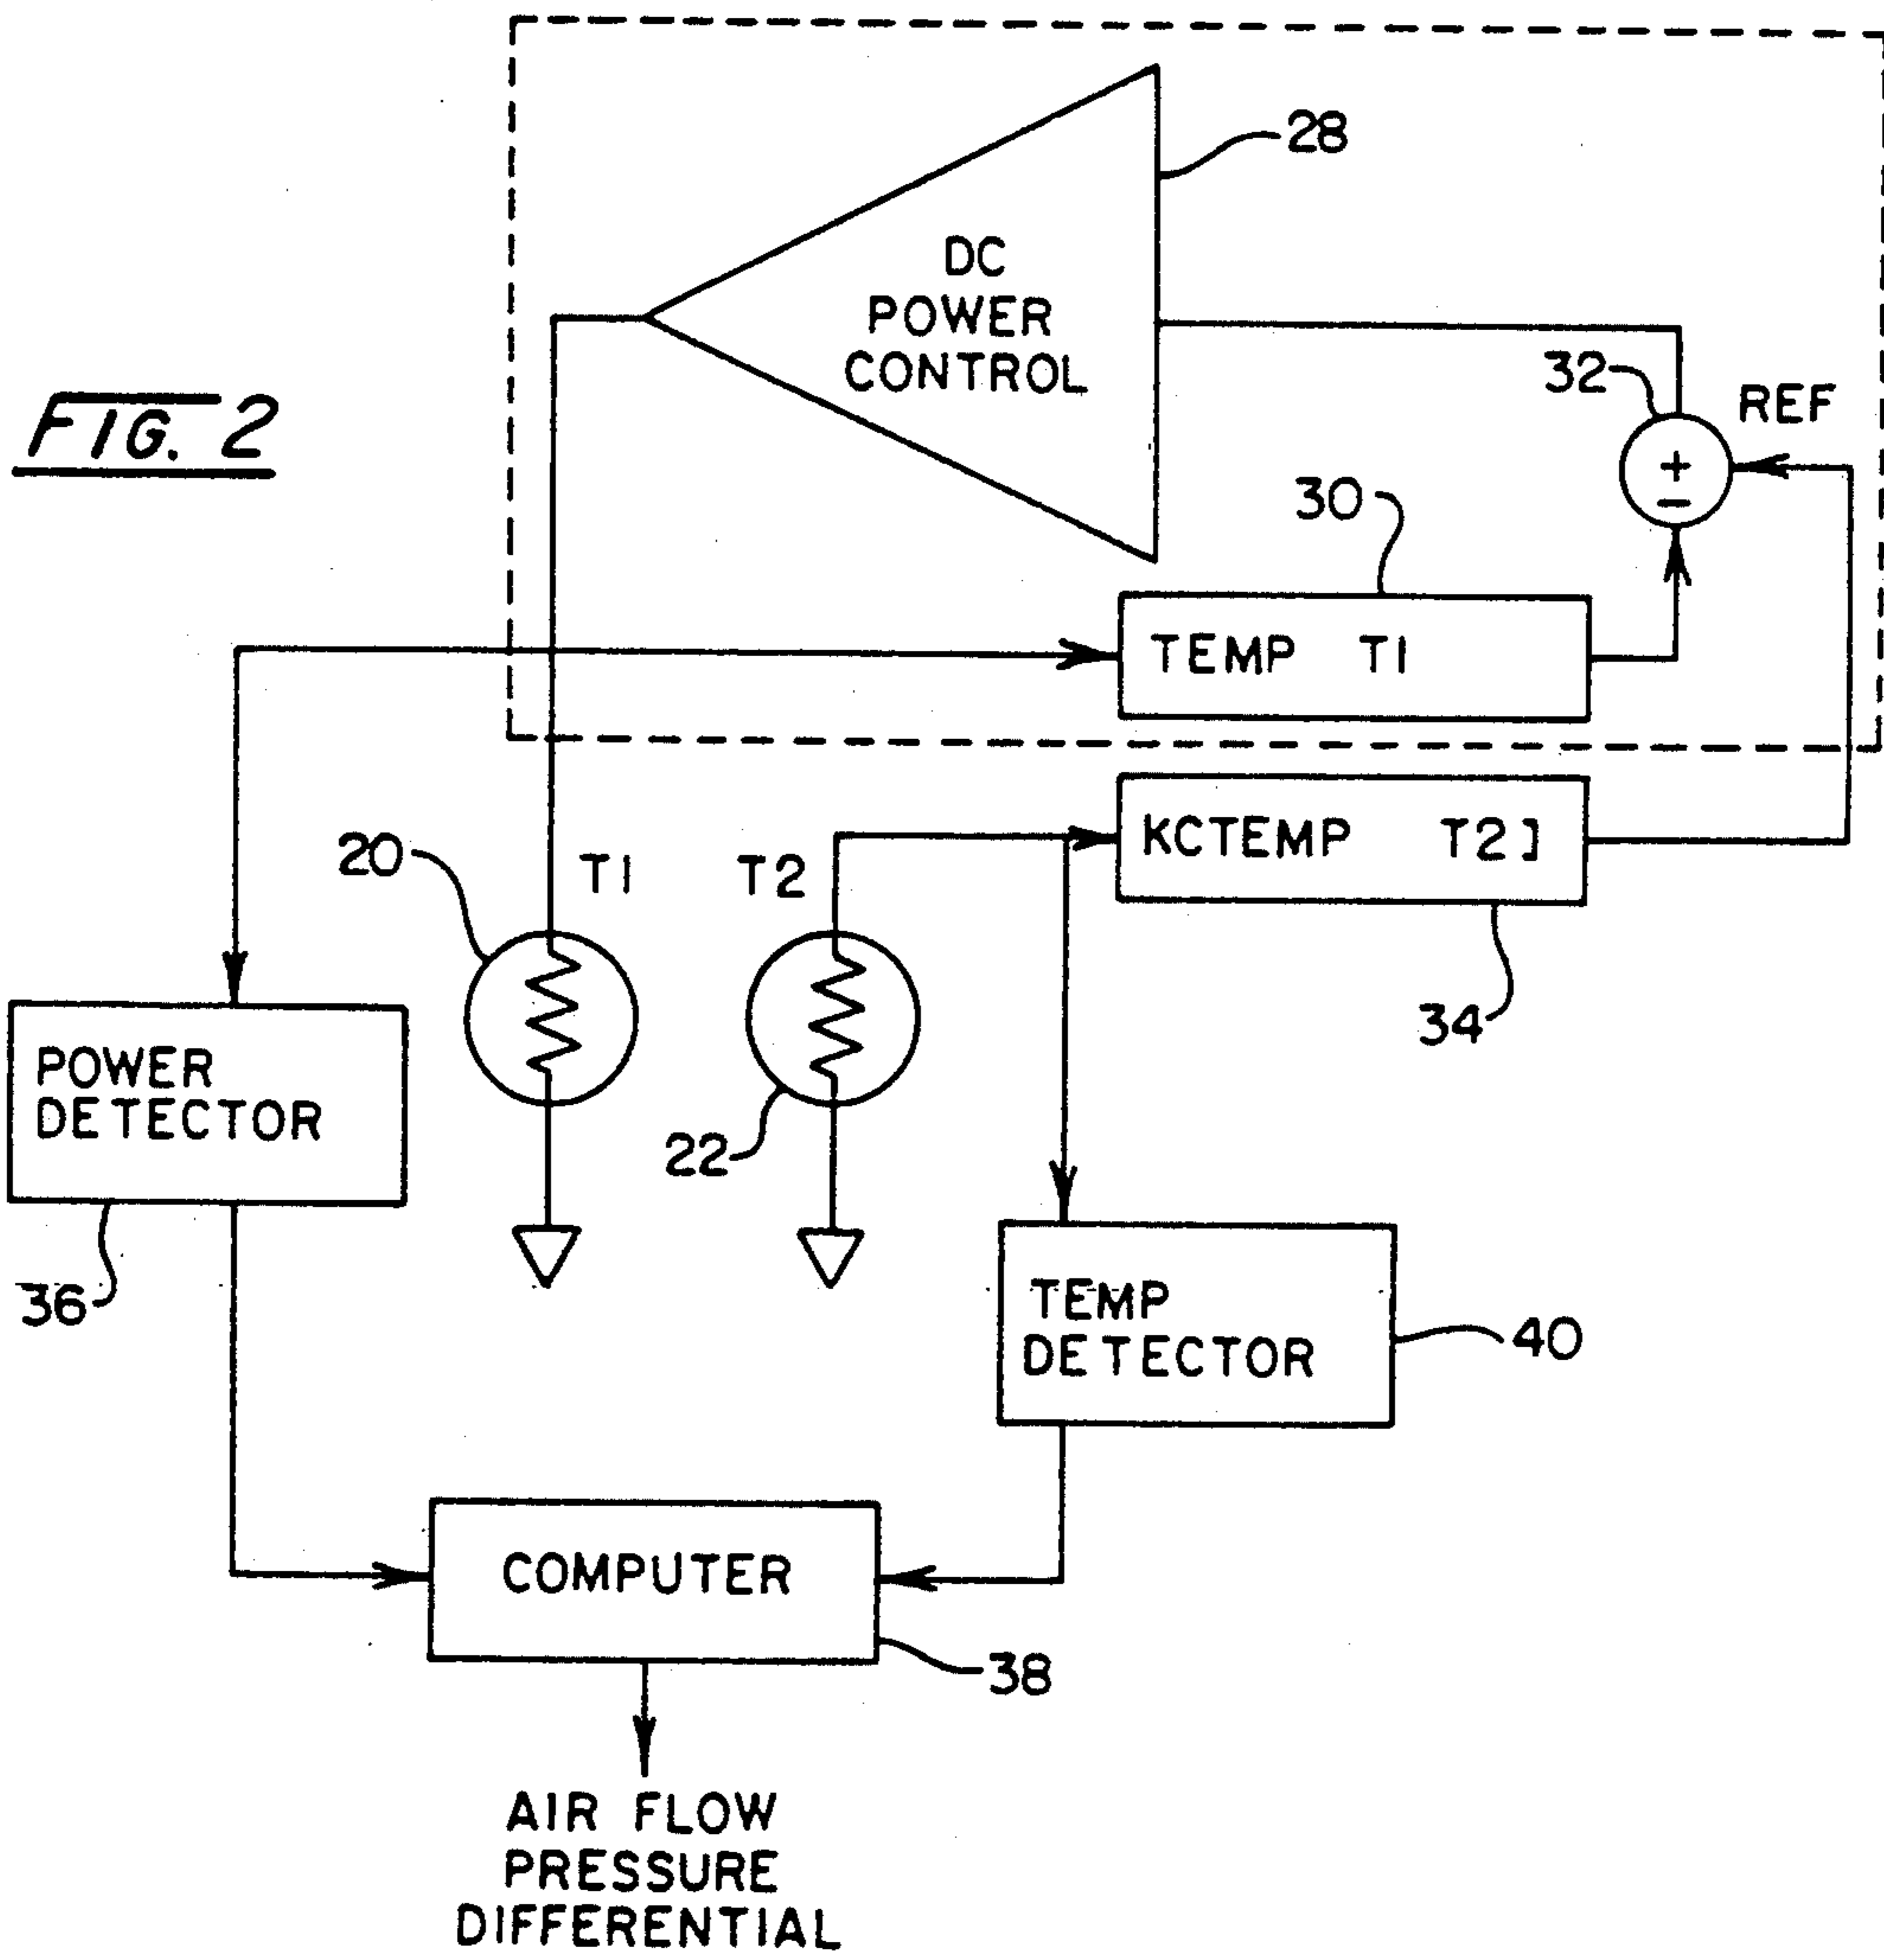 28
DC
POWER
CONTROL
32
REF
FIG. 2
+
−
30
TEMP T1
KCTEMP T2]
20
T1
T2
34
POWER
DETECTOR
22
36
TEMP
DETECTOR
40
COMPUTER
38
AIR FLOW
PRESSURE
DIFFERENTIAL